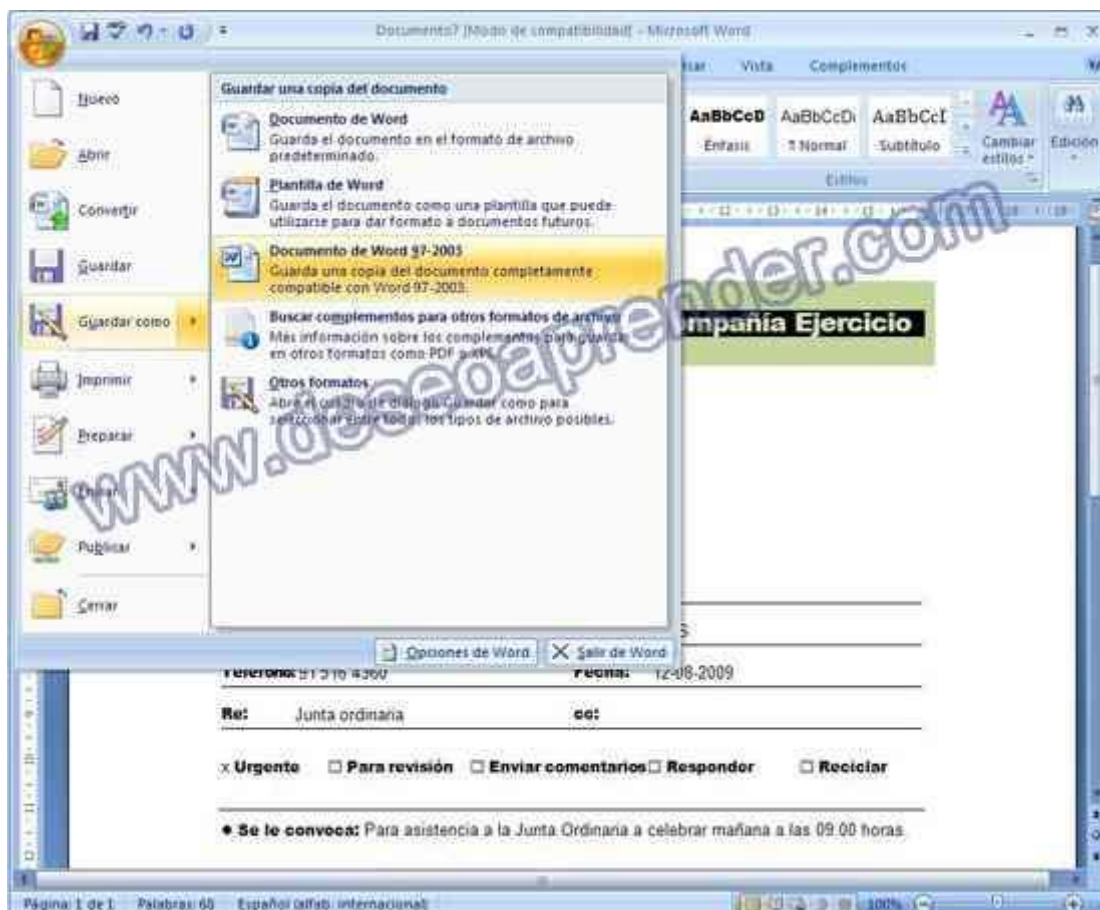 Documento7 [Modo de compatibilidad] - Microsoft Word
Vista Complementos
Nuevo
Abrir
Convertir
Guardar
Guardar como
Imprimir
Preparar
Enviar
Publicar
Cerrar
Guardar una copia del documento
Documento de Word
Guarda el documento en el formato de archivo
predeterminado.
Plantilla de Word
Guarda el documento como una plantilla que puede
utilizarse para dar formato a documentos futuros.
Documento de Word 97-2003
Guarda una copia del documento completamente
compatible con Word 97-2003.
Buscar complementos para otros formatos de archivo
Más información sobre los complementos para guardar
en otros formatos como PDF o XPS.
Otros formatos
Abre el cuadro de diálogo Guardar como para
seleccionar entre todos los tipos de archivo posibles.
Opciones de Word Salir de Word
AaBbCcD AaBbCcDi AaBbCcI
Énfasis ¶ Normal Subtítulo
Cambiar
estilos
Edición
Estilos
www.deseoaprender.com
mpañía Ejercicio
Teléfono: 91 516 4360 Fecha: 12-08-2009
Re: Junta ordinaria cc:
x Urgente ☐ Para revisión ☐ Enviar comentarios ☐ Responder ☐ Reciclar
● Se le convoca: Para asistencia a la Junta Ordinaria a celebrar mañana a las 09:00 horas
Página: 1 de 1 Palabras: 68 Español (alfab. internacional) 100%